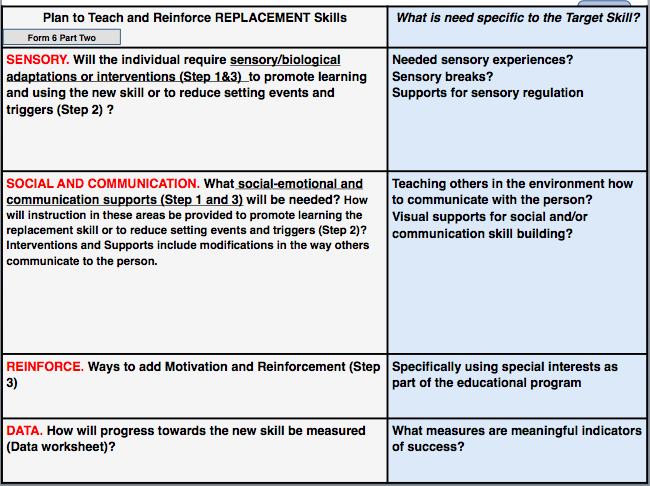 Plan to Teach and Reinforce REPLACEMENT Skills
What is need specific to the Target Skill?
Form 6 Part Two
SENSORY. Will the individual require sensory/biological
adaptations or interventions (Step 1&3) to promote learning
and using the new skill or to reduce setting events and
triggers (Step 2) ?
Needed sensory experiences?
Sensory breaks?
Supports for sensory regulation
SOCIAL AND COMMUNICATION. What social-emotional and
communication supports (Step 1 and 3) will be needed? How
will instruction in these areas be provided to promote learning the
replacement skill or to reduce setting events and triggers (Step 2)?
Interventions and Supports include modifications in the way others
communicate to the person.
Teaching others in the environment how
to communicate with the person?
Visual supports for social and/or
communication skill building?
REINFORCE. Ways to add Motivation and Reinforcement (Step
3)
Specifically using special interests as
part of the educational program
DATA. How will progress towards the new skill be measured
(Data worksheet)?
What measures are meaningful indicators
of success?